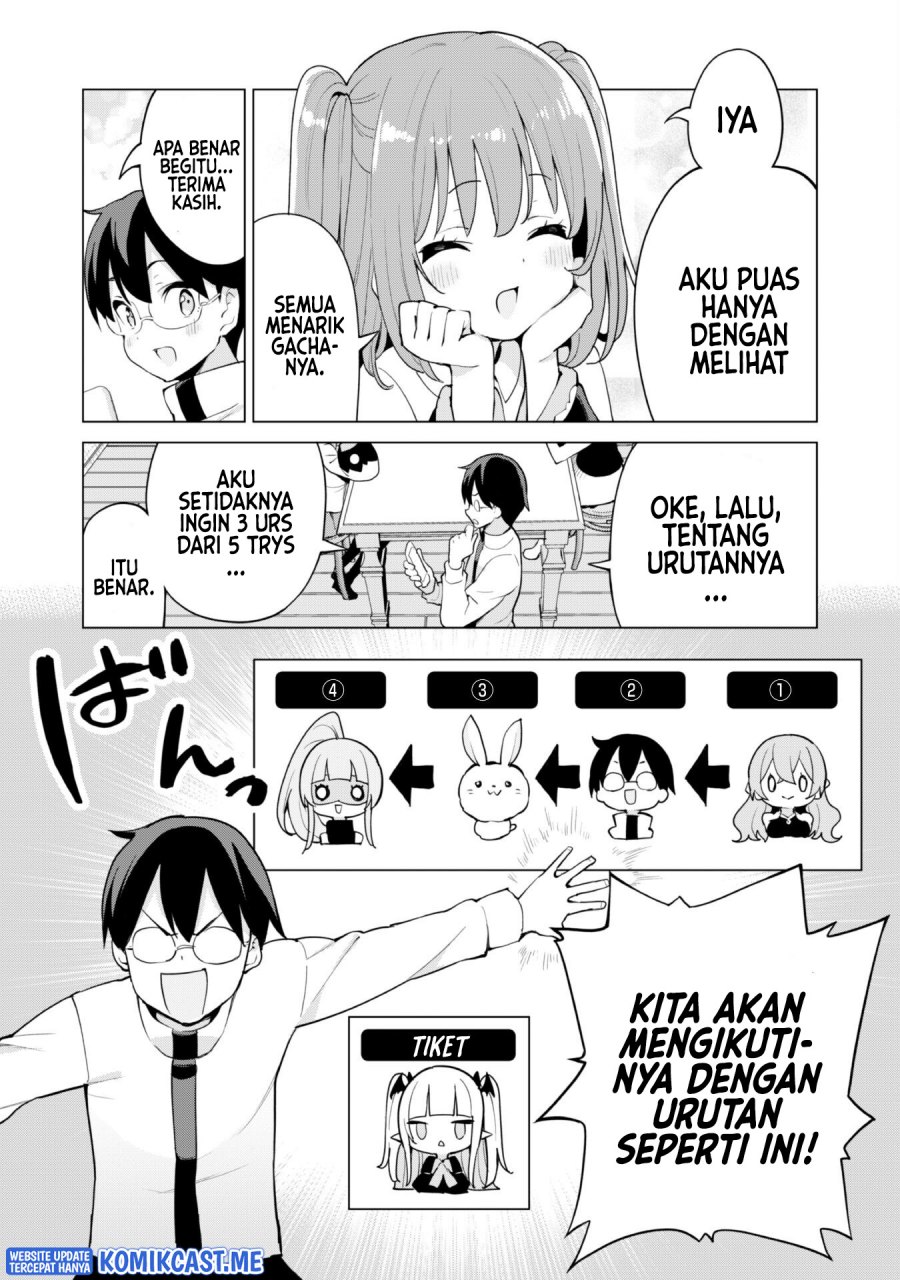 IYA
AKU PUAS
HANYA
DENGAN
MELIHAT
SEMUA
MENARIK
GACHA-
NYA.
APA BENAR
BEGITU...
TERIMA
KASIH.
OKE, LALU,
TENTANG
URUTANNYA
...
AKU
SETIDAKNYA
INGIN 3 URS
DARI 5 TRYS
...
ITU
BENAR.
ばんっ
④ ③ ② ①
KITA AKAN
MENGIKUTI-
NYA DENGAN
URUTAN
SEPERTI INI!
TIKET
WEBSITE UPDATE
TERCEPAT HANYA
KOMIKCAST.ME